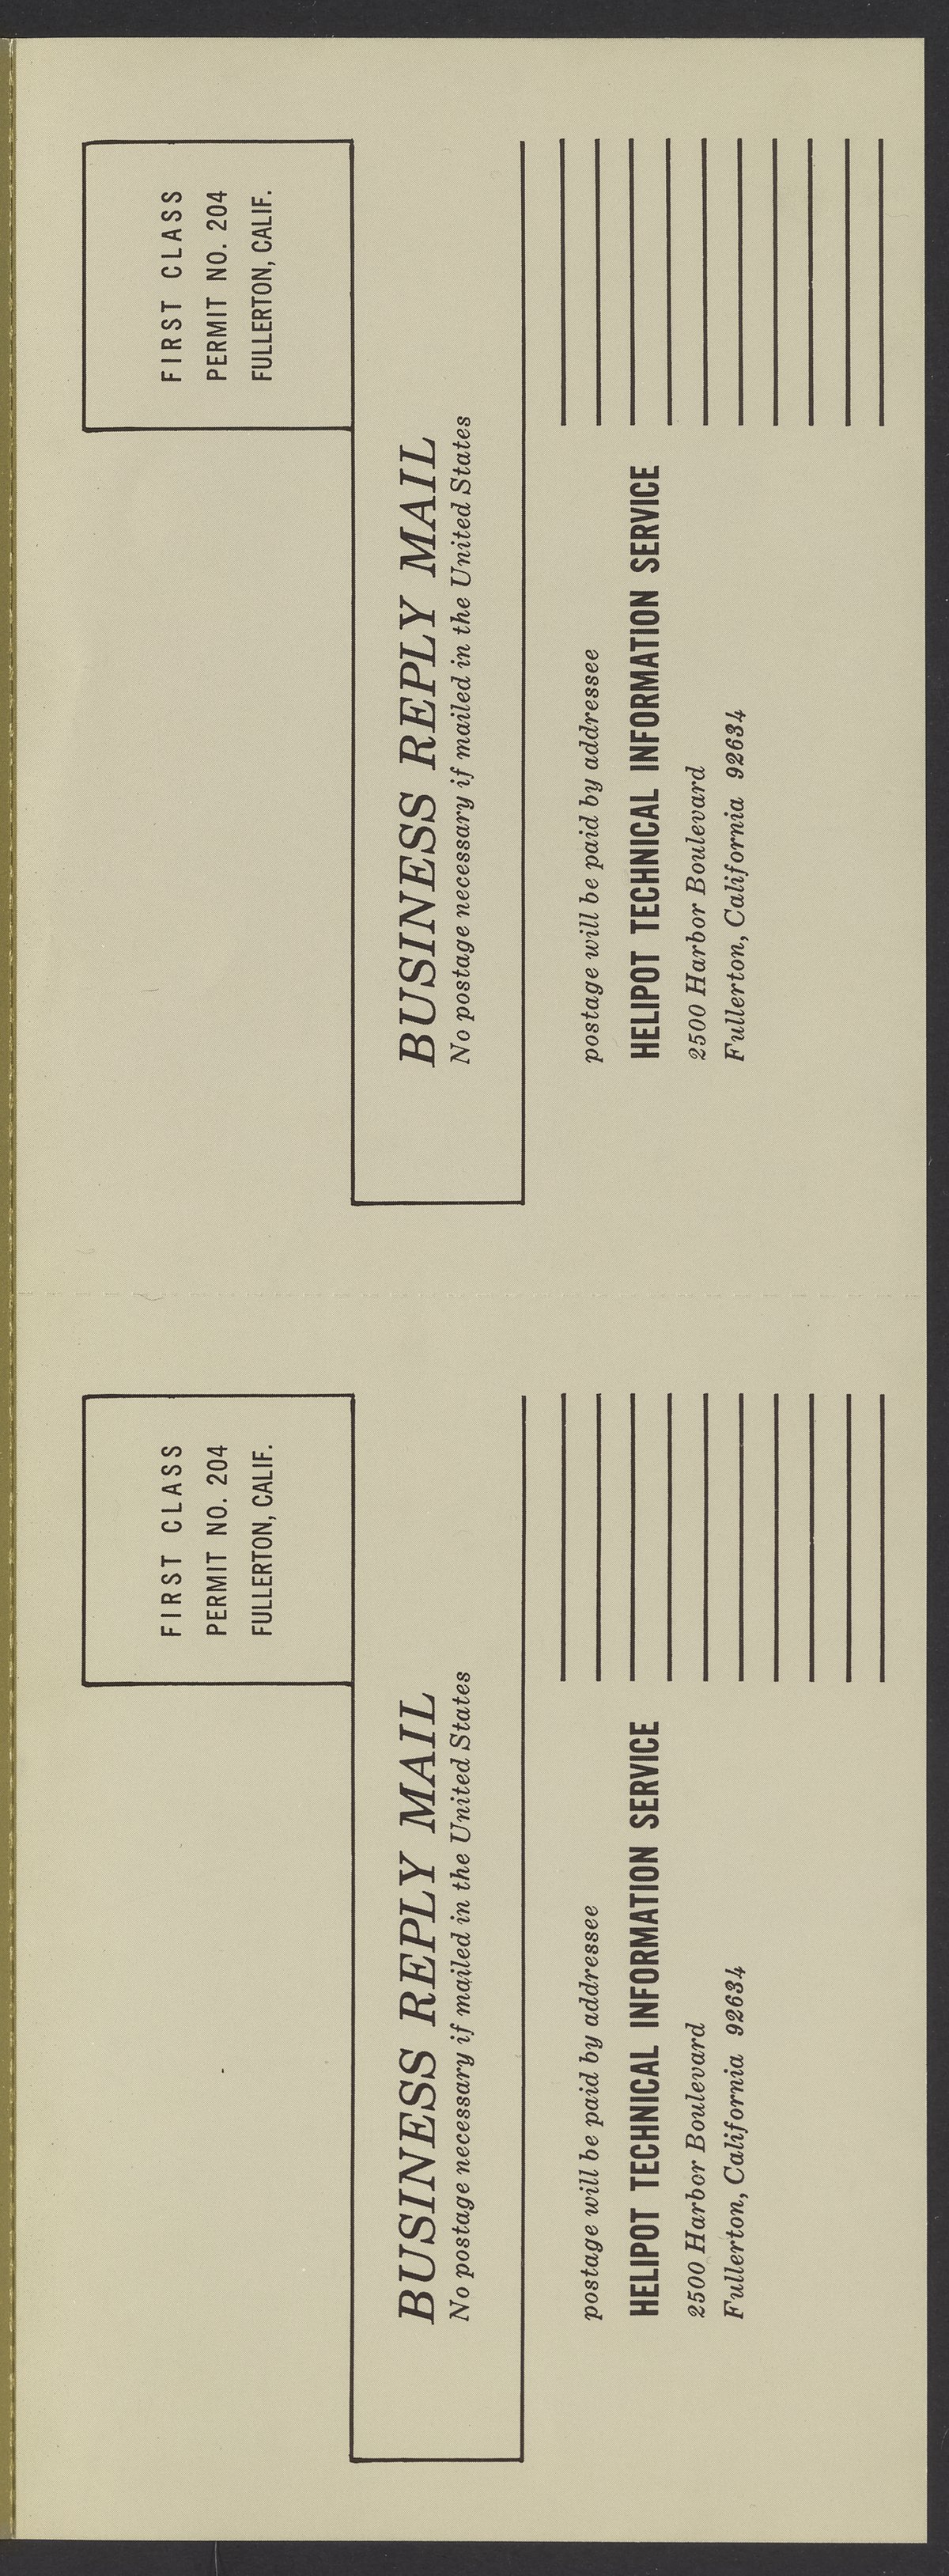 FIRST CLASS
PERMIT NO. 204
FULLERTON, CALIF.
BUSINESS REPLY MAIL
No postage necessary if mailed in the United States
postage will be paid by addressee
HELIPOT TECHNICAL INFORMATION SERVICE
2500 Harbor Boulevard
Fullerton, California 92634
FIRST CLASS
PERMIT NO. 204
FULLERTON, CALIF.
BUSINESS REPLY MAIL
No postage necessary if mailed in the United States
postage will be paid by addressee
HELIPOT TECHNICAL INFORMATION SERVICE
2500 Harbor Boulevard
Fullerton, California 92634